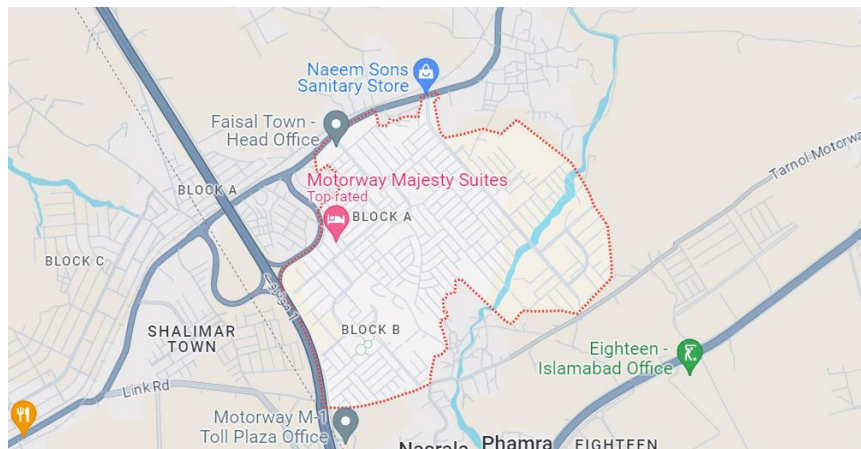 Naeem Sons
Sanitary Store
Faisal Town -
Head Office
Motorway Majesty Suites
Top rated
BLOCK A
BLOCK A
BLOCK C
BLOCK B
SHALIMAR
TOWN
Link Rd
Motorway M-1
Toll Plaza Office
Tarnol Motorwa
Eighteen -
Islamabad Office
Phamra
EIGHTEEN